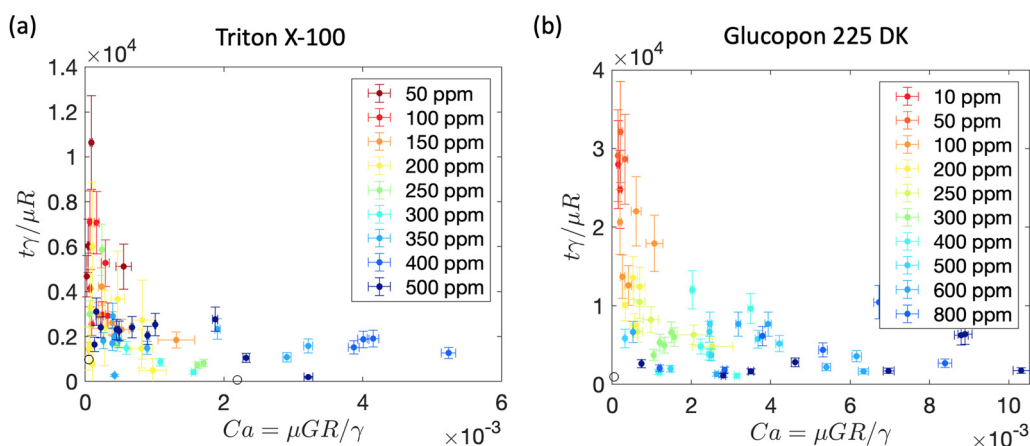 (a)
Triton X-100
×10⁴
1.4
1.2
1
0.8
0.6
0.4
0.2
0
tγ/μR
50 ppm
100 ppm
150 ppm
200 ppm
250 ppm
300 ppm
350 ppm
400 ppm
500 ppm
0 2 4 6
Ca = μGR/γ
×10⁻³
(b)
Glucopon 225 DK
×10⁴
4
3
2
1
0
tγ/μR
10 ppm
50 ppm
100 ppm
200 ppm
250 ppm
300 ppm
400 ppm
500 ppm
600 ppm
800 ppm
0 2 4 6 8 10
Ca = μGR/γ
×10⁻³